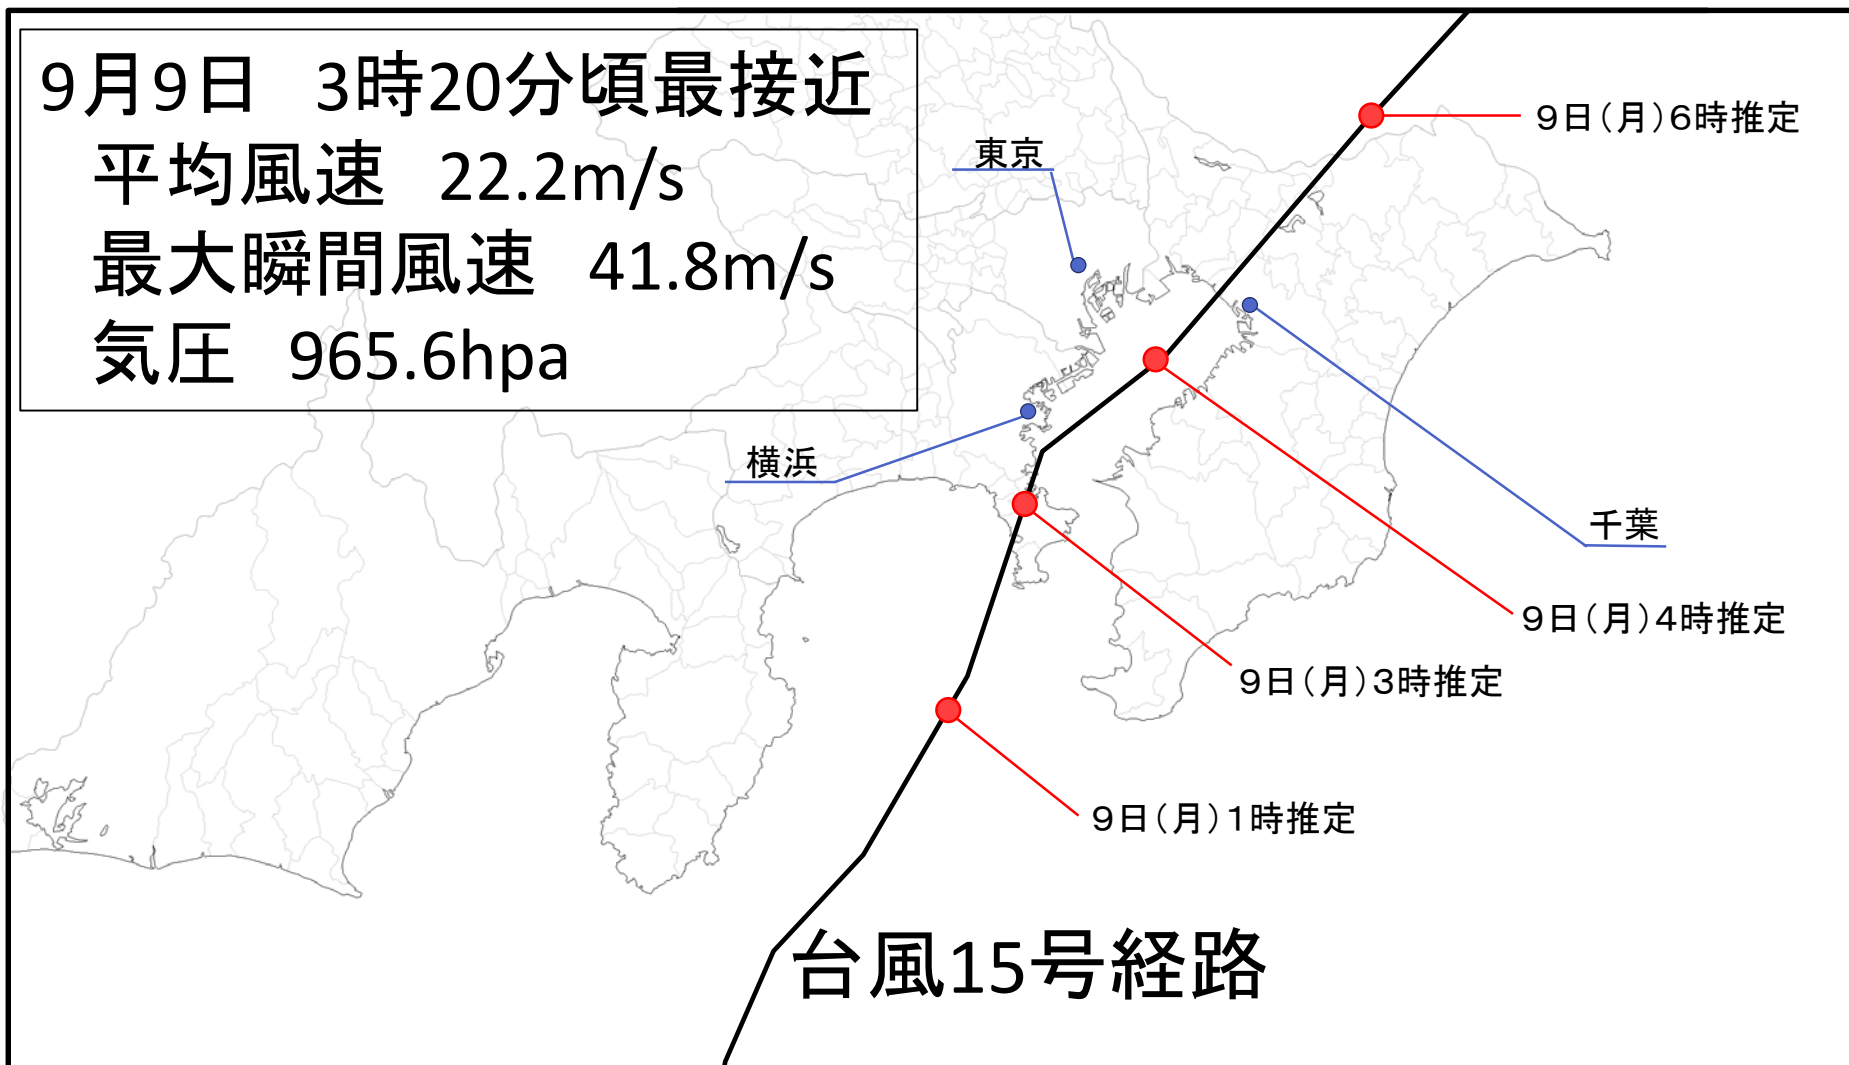 9月9日　3時20分頃最接近
平均風速　22.2m/s
最大瞬間風速　41.8m/s
気圧　965.6hpa
9日(月)6時推定
東京
横浜
千葉
9日(月)4時推定
9日(月)3時推定
9日(月)1時推定
台風15号経路